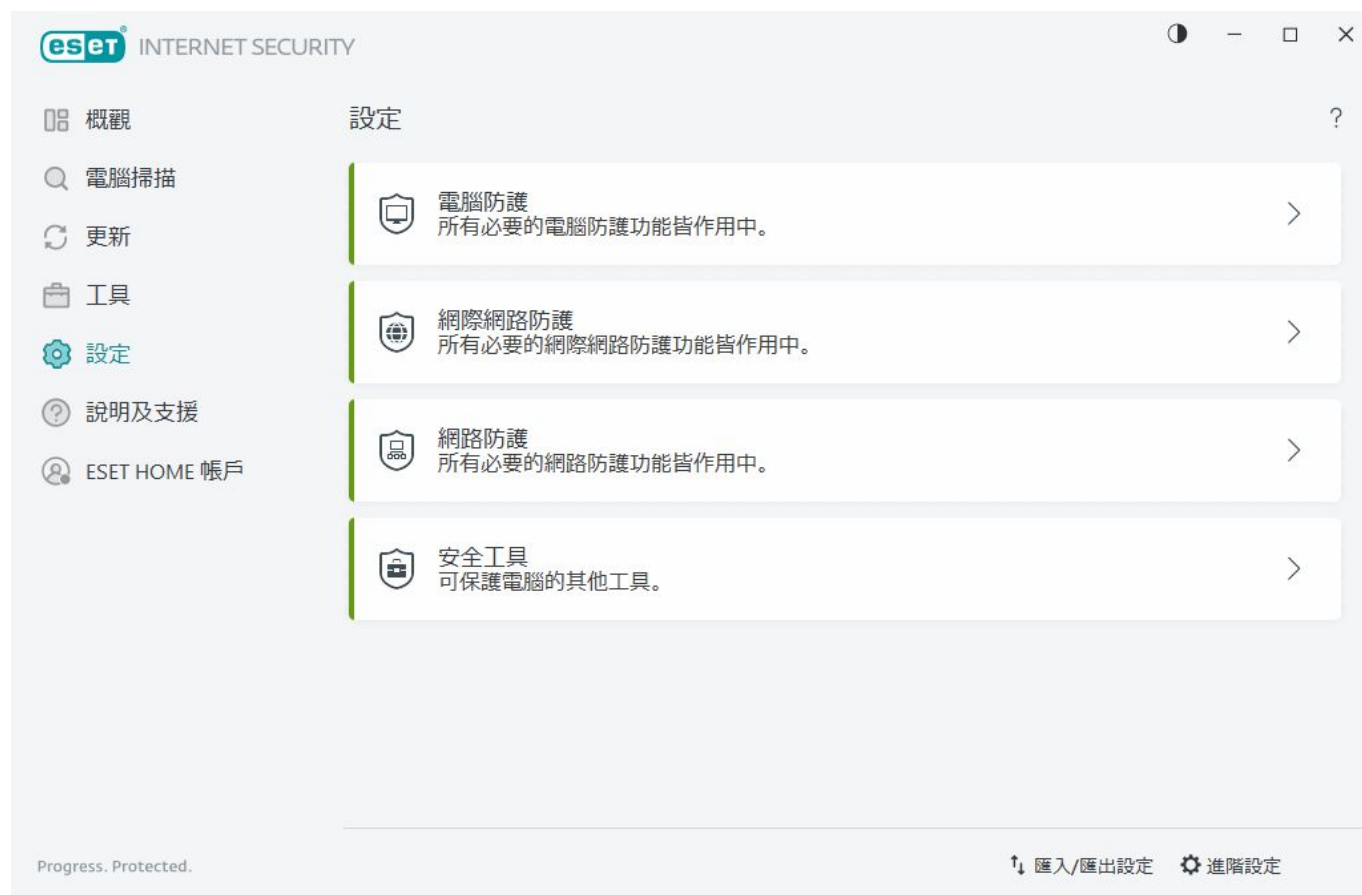 eset® INTERNET SECURITY
概觀
電腦掃描
更新
工具
設定
說明及支援
ESET HOME 帳戶
設定
?
電腦防護
所有必要的電腦防護功能皆作用中。
網際網路防護
所有必要的網際網路防護功能皆作用中。
網路防護
所有必要的網路防護功能皆作用中。
安全工具
可保護電腦的其他工具。
Progress. Protected.
匯入/匯出設定
進階設定